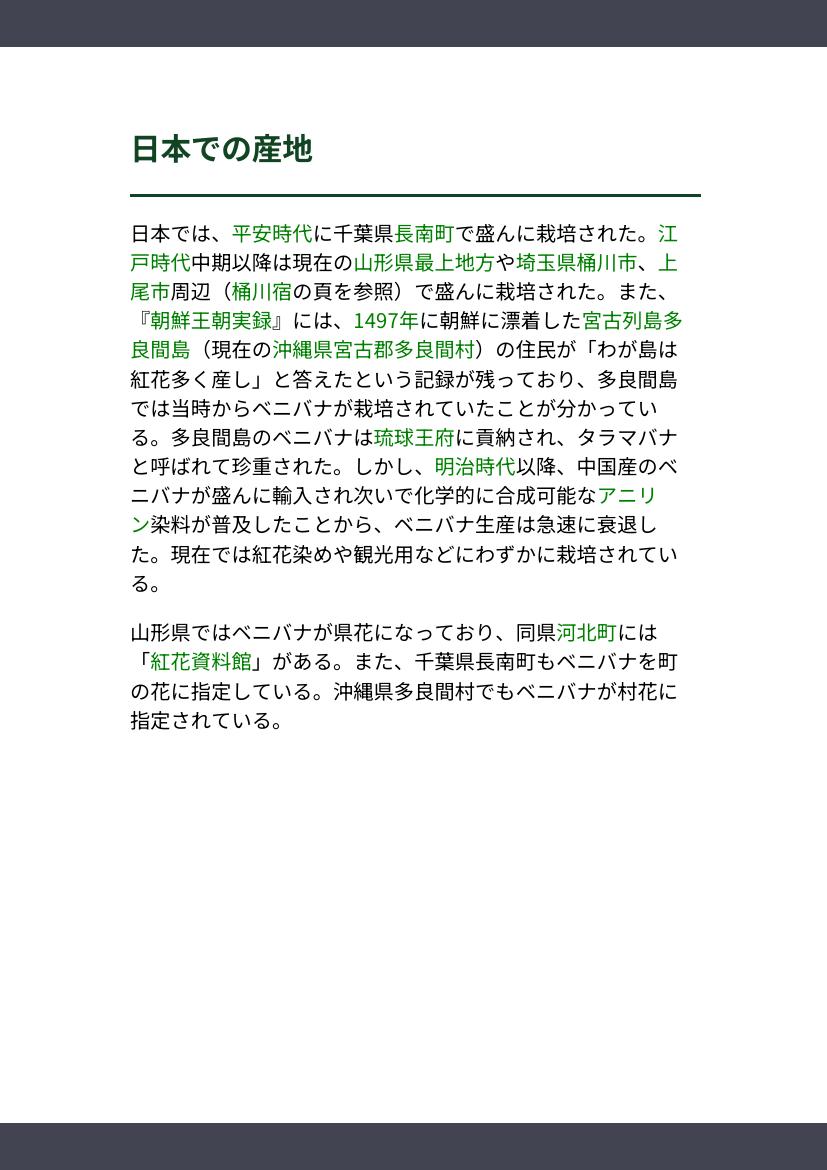 日本での産地
日本では、平安時代に千葉県長南町で盛んに栽培された。江
戸時代中期以降は現在の山形県最上地方や埼玉県桶川市、上
尾市周辺（桶川宿の頁を参照）で盛んに栽培された。また、
『朝鮮王朝実録』には、1497年に朝鮮に漂着した宮古列島多
良間島（現在の沖縄県宮古郡多良間村）の住民が「わが島は
紅花多く産し」と答えたという記録が残っており、多良間島
では当時からベニバナが栽培されていたことが分かってい
る。多良間島のベニバナは琉球王府に貢納され、タラマバナ
と呼ばれて珍重された。しかし、明治時代以降、中国産のベ
ニバナが盛んに輸入され次いで化学的に合成可能なアニリ
ン染料が普及したことから、ベニバナ生産は急速に衰退し
た。現在では紅花染めや観光用などにわずかに栽培されてい
る。
山形県ではベニバナが県花になっており、同県河北町には
「紅花資料館」がある。また、千葉県長南町もベニバナを町
の花に指定している。沖縄県多良間村でもベニバナが村花に
指定されている。